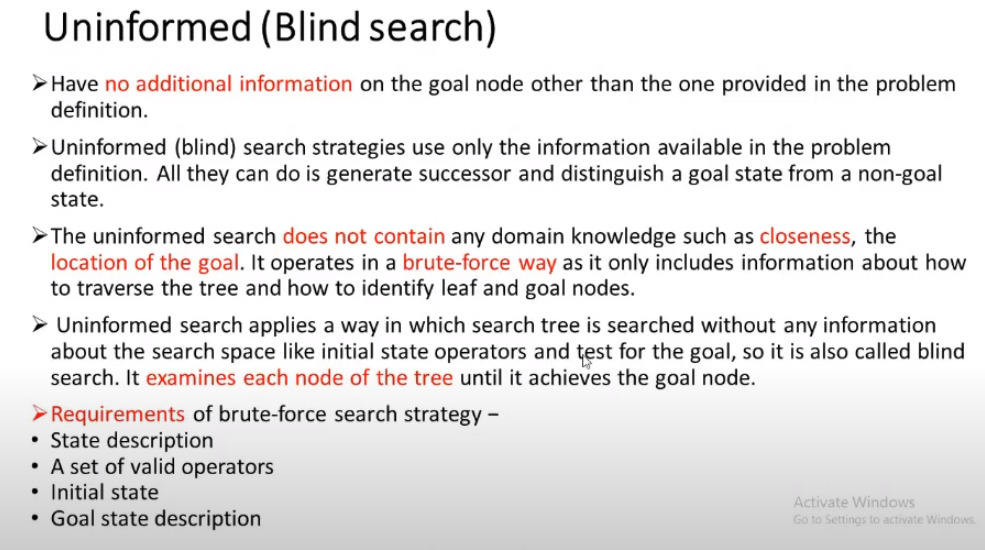 Uninformed (Blind search)
➢Have no additional information on the goal node other than the one provided in the problem
definition.
➢Uninformed (blind) search strategies use only the information available in the problem
definition. All they can do is generate successor and distinguish a goal state from a non-goal
state.
➢The uninformed search does not contain any domain knowledge such as closeness, the
location of the goal. It operates in a brute-force way as it only includes information about how
to traverse the tree and how to identify leaf and goal nodes.
➢ Uninformed search applies a way in which search tree is searched without any information
about the search space like initial state operators and test for the goal, so it is also called blind
search. It examines each node of the tree until it achieves the goal node.
➢Requirements of brute-force search strategy −
• State description
• A set of valid operators
• Initial state
• Goal state description
Activate Windows
Go to Settings to activate Windows.